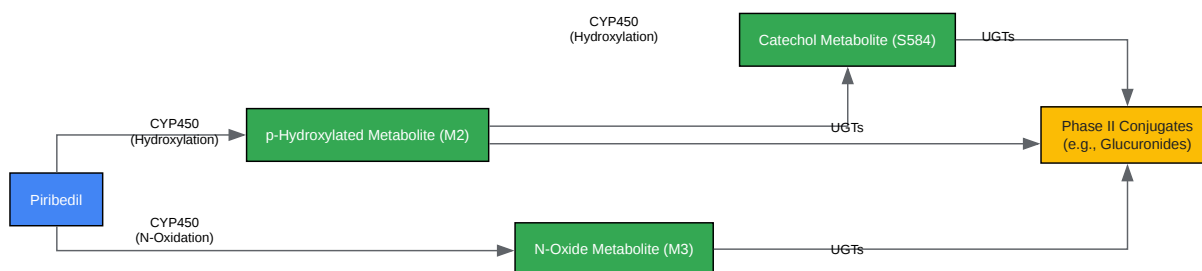 CYP450
(Hydroxylation)
Catechol Metabolite (S584)
UGTs
CYP450
(Hydroxylation)
p-Hydroxylated Metabolite (M2)
UGTs
Phase II Conjugates
(e.g., Glucuronides)
Piribedil
CYP450
(N-Oxidation)
N-Oxide Metabolite (M3)
UGTs